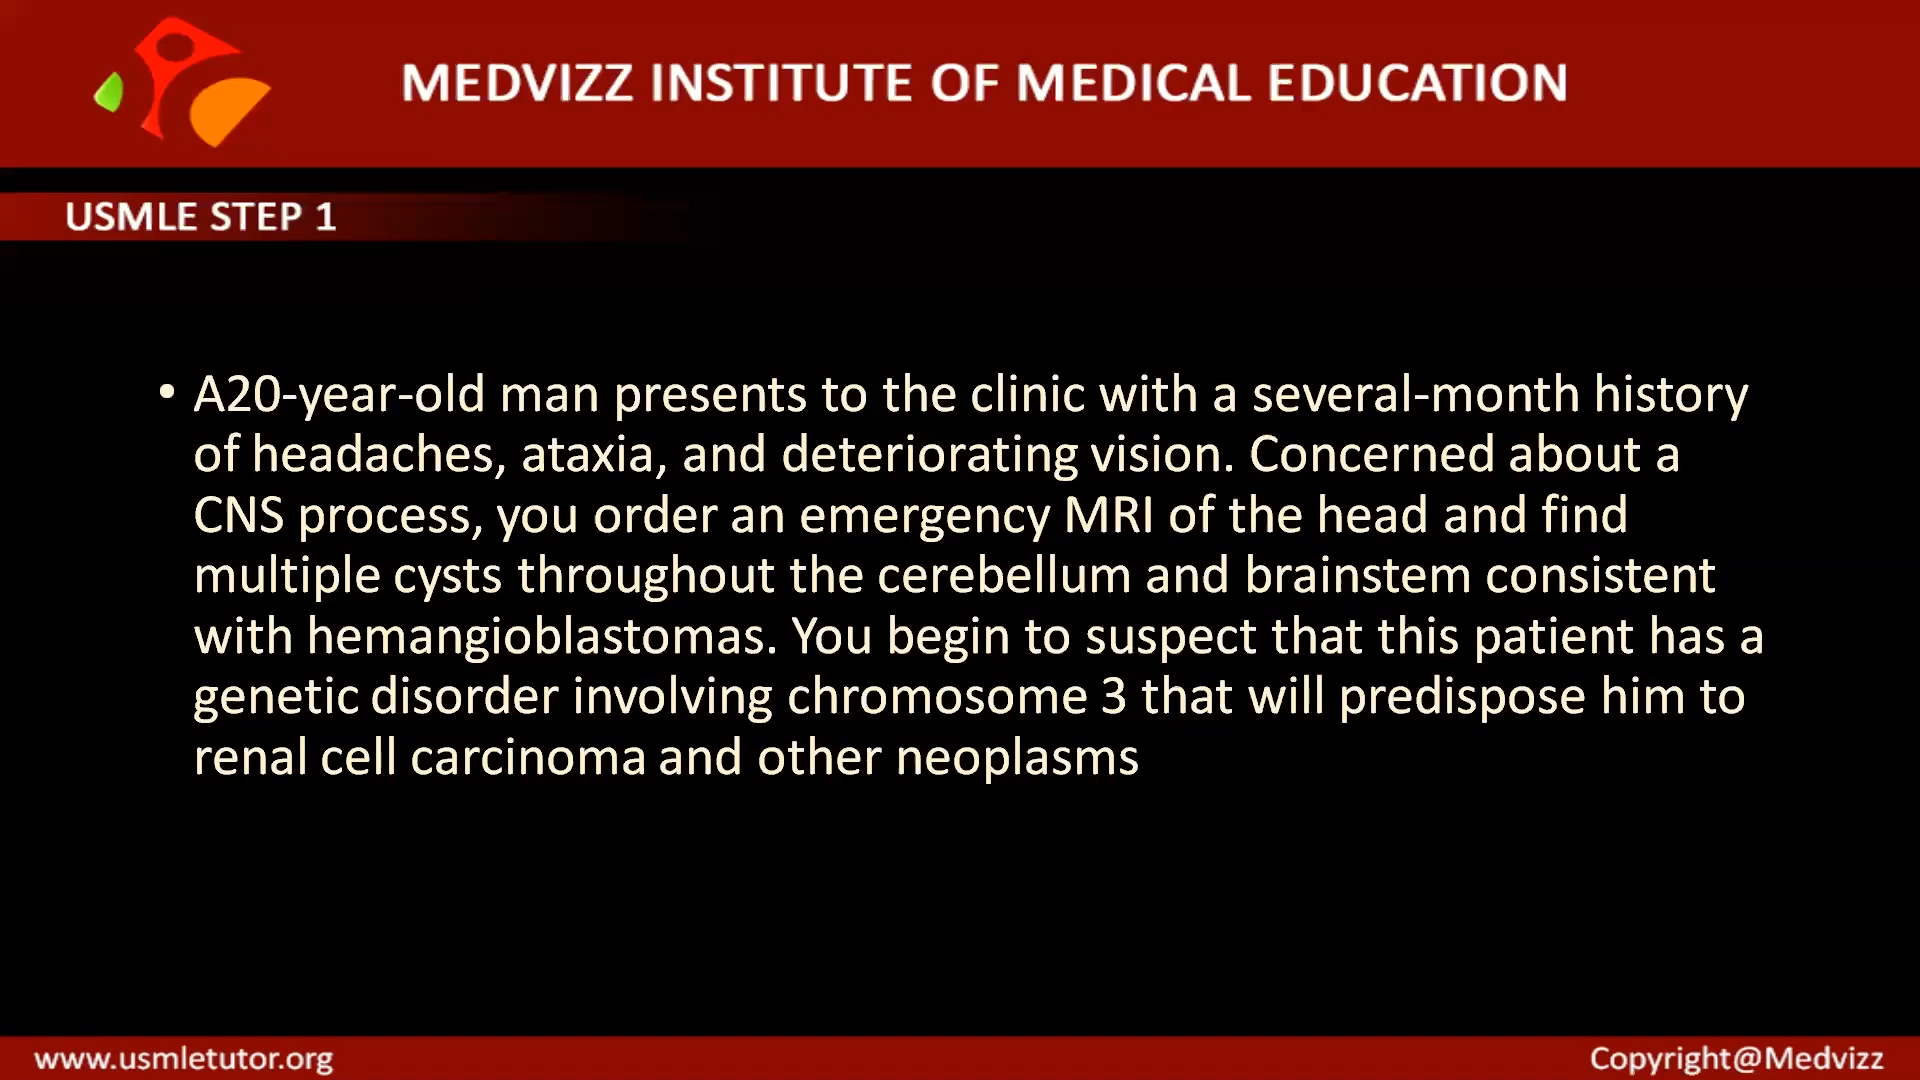 MEDVIZZ INSTITUTE OF MEDICAL EDUCATION
USMLE STEP 1
• A20-year-old man presents to the clinic with a several-month history
of headaches, ataxia, and deteriorating vision. Concerned about a
CNS process, you order an emergency MRI of the head and find
multiple cysts throughout the cerebellum and brainstem consistent
with hemangioblastomas. You begin to suspect that this patient has a
genetic disorder involving chromosome 3 that will predispose him to
renal cell carcinoma and other neoplasms
www.usmletutor.org
Copyright@Medvizz